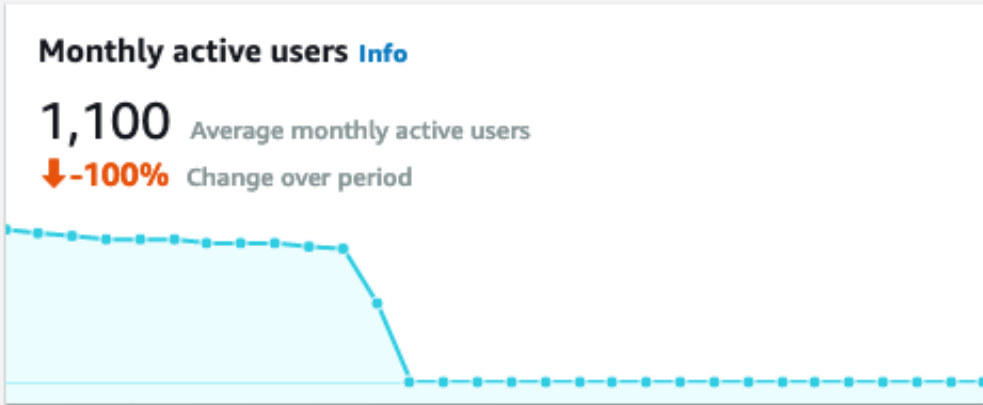 Monthly active users Info
1,100 Average monthly active users
-100% Change over period